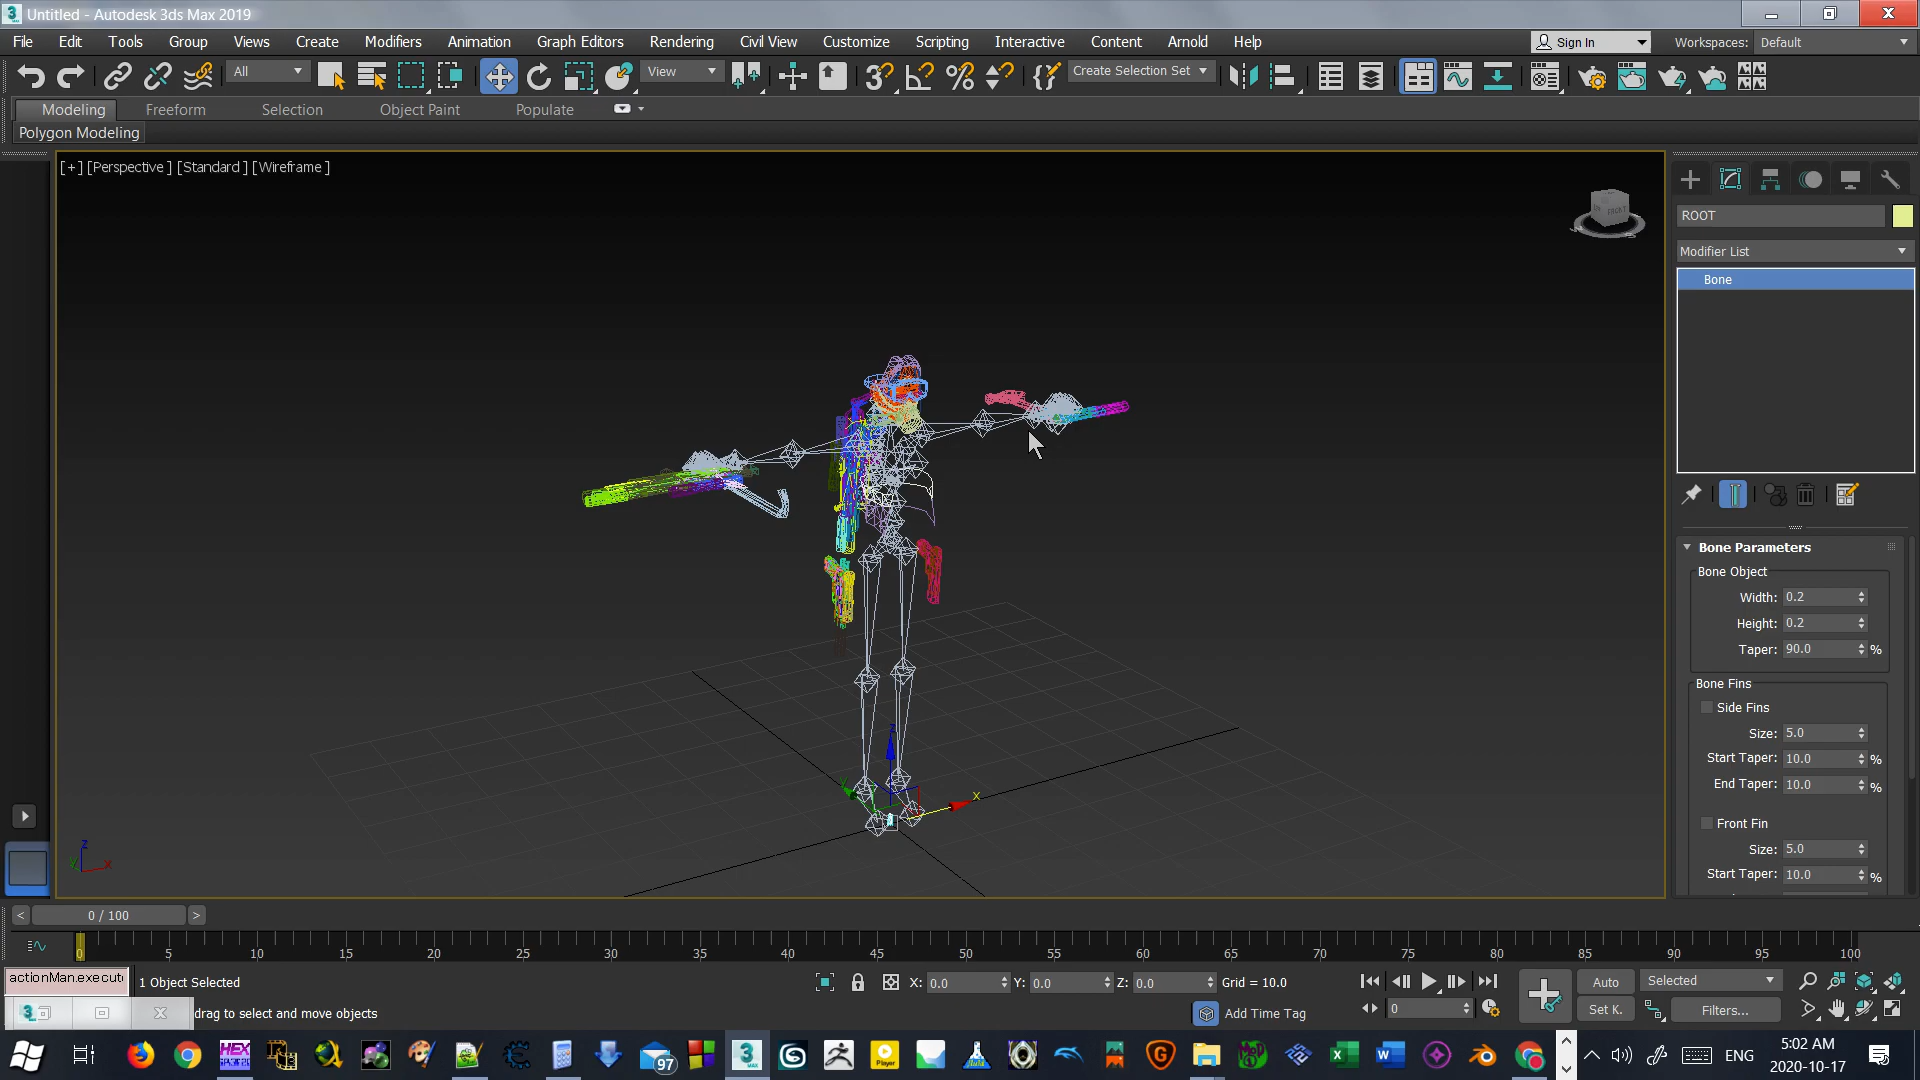 Untitled - Autodesk 3ds Max 2019
File Edit Tools Group Views Create Modifiers Animation Graph Editors Rendering Civil View Customize Scripting Interactive Content Arnold Help
Sign In
Workspaces: Default
All
View
Create Selection Set
Modeling Freeform Selection Object Paint Populate
Polygon Modeling
[+] [Perspective] [Standard] [Wireframe]
FRONT
ROOT
Modifier List
Bone
Bone Parameters
Bone Object
Width: 0.2
Height: 0.2
Taper: 90.0 %
Bone Fins
Side Fins
Size: 5.0
Start Taper: 10.0 %
End Taper: 10.0 %
Front Fin
Size: 5.0
Start Taper: 10.0 %
z
x
y
z
x
y
< 0 / 100 >
0 5 10 15 20 25 30 35 40 45 50 55 60 65 70 75 80 85 90 95 100
actionMan.execute
1 Object Selected
X: 0.0 Y: 0.0 Z: 0.0 Grid = 10.0
Auto Selected
drag to select and move objects
Add Time Tag
0
Set K. Filters...
HEX
97
Player
ENG
5:02 AM
2020-10-17